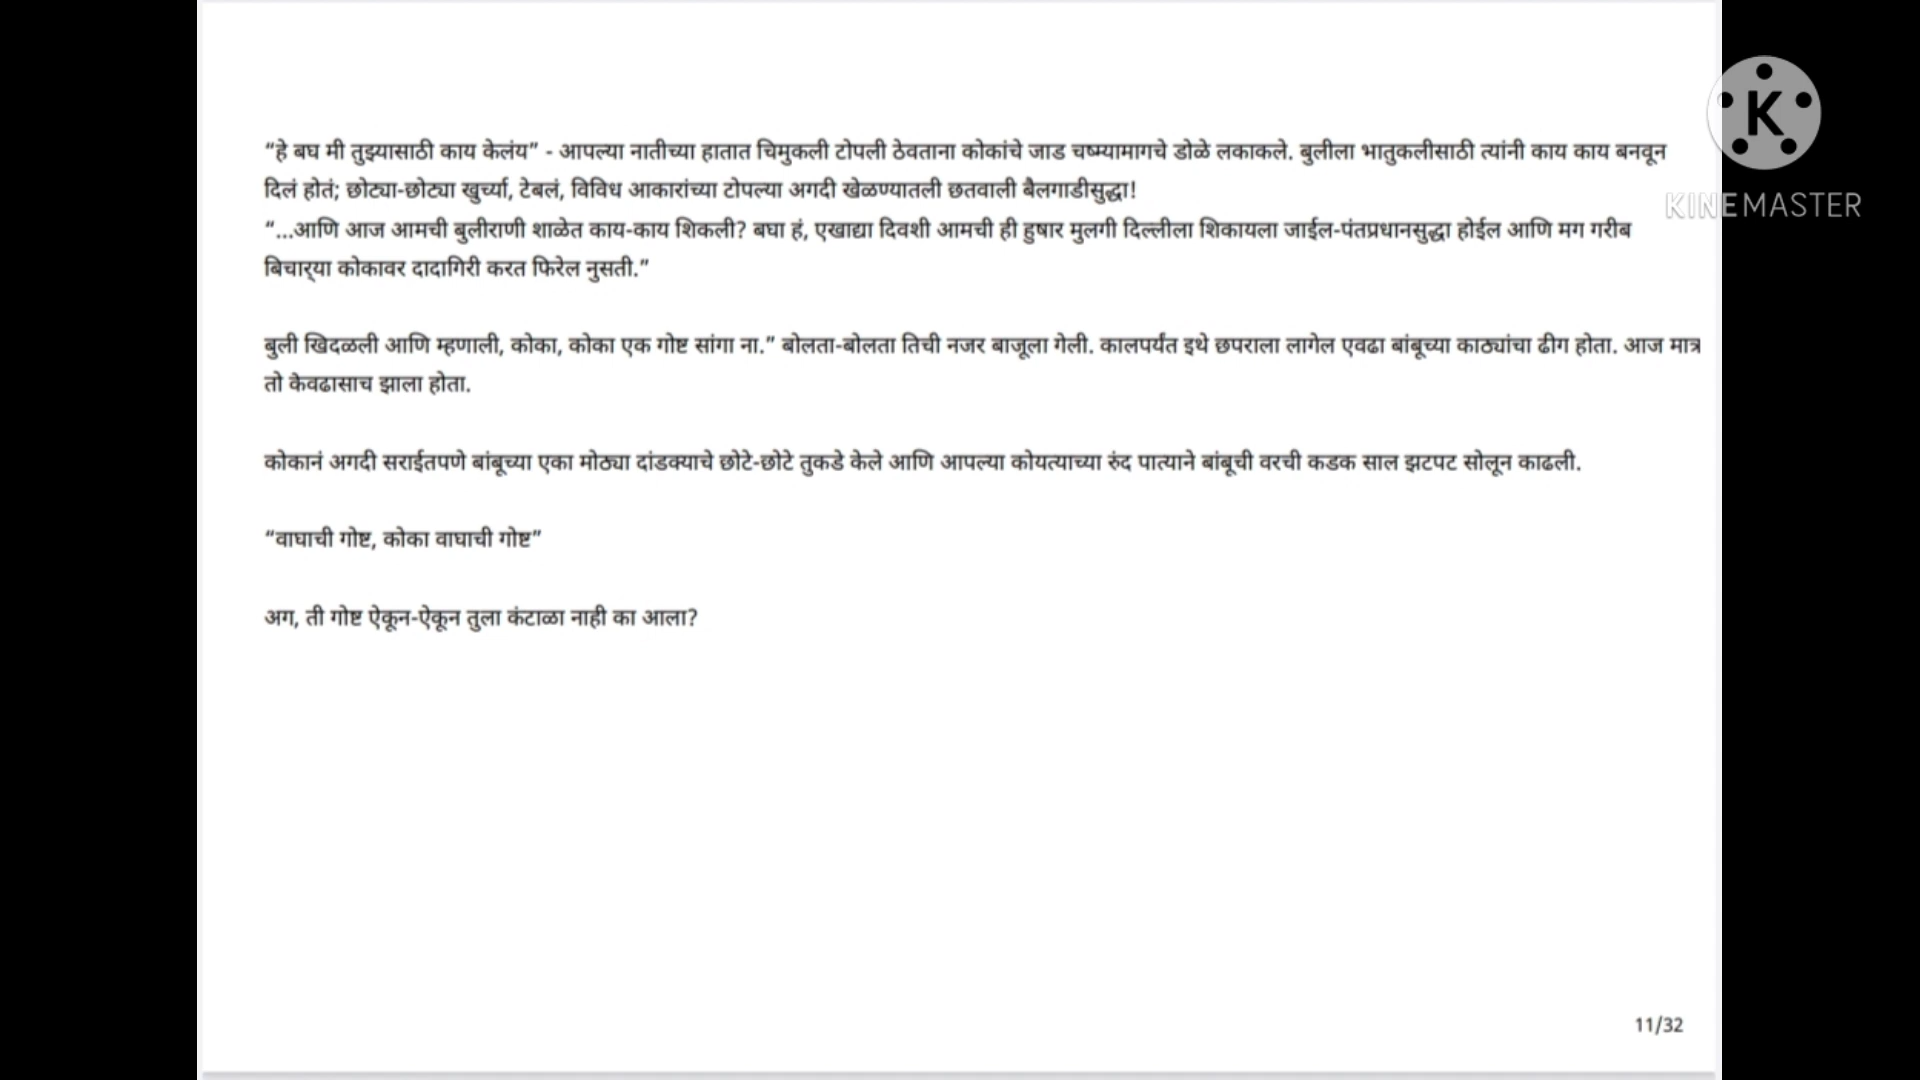 “हे बघ मी तुझ्यासाठी काय केलंय” - आपल्या नातीच्या हातात चिमुकली टोपली ठेवताना कोकांचे जाड चष्म्यामागचे डोळे लकाकले. बुलीला भातुकलीसाठी त्यांनी काय काय बनवून
दिलं होतं; छोट्या-छोट्या खुर्च्या, टेबलं, विविध आकारांच्या टोपल्या अगदी खेळण्यातली छतवाली बैलगाडीसुद्धा!
“...आणि आज आमची बुलीराणी शाळेत काय-काय शिकली? बघा हं, एखाद्या दिवशी आमची ही हुषार मुलगी दिल्लीला शिकायला जाईल-पंतप्रधानसुद्धा होईल आणि मग गरीब
बिचाऱ्या कोकावर दादागिरी करत फिरेल नुसती.”
बुली खिदळली आणि म्हणाली, कोका, कोका एक गोष्ट सांगा ना.” बोलता-बोलता तिची नजर बाजूला गेली. कालपर्यंत इथे छपराला लागेल एवढा बांबूच्या काठ्यांचा ढीग होता. आज मात्र
तो केवढासाच झाला होता.
कोकानं अगदी सराईतपणे बांबूच्या एका मोठ्या दांडक्याचे छोटे-छोटे तुकडे केले आणि आपल्या कोयत्याच्या रुंद पात्याने बांबूची वरची कडक साल झटपट सोलून काढली.
“वाघाची गोष्ट, कोका वाघाची गोष्ट”
अग, ती गोष्ट ऐकून-ऐकून तुला कंटाळा नाही का आला?
11/32
K
KINEMASTER